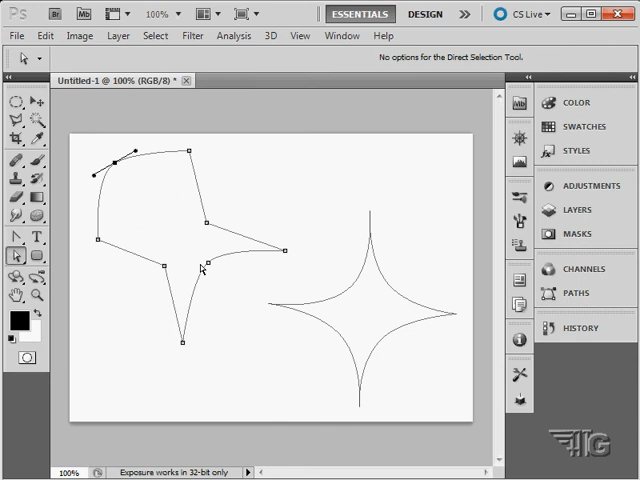 Ps Br Mb 100% ESSENTIALS DESIGN CS Live
File Edit Image Layer Select Filter Analysis 3D View Window Help
No options for the Direct Selection Tool.
Untitled-1 @ 100% (RGB/8) *
COLOR
SWATCHES
STYLES
ADJUSTMENTS
LAYERS
MASKS
CHANNELS
PATHS
HISTORY
100% Exposure works in 32-bit only